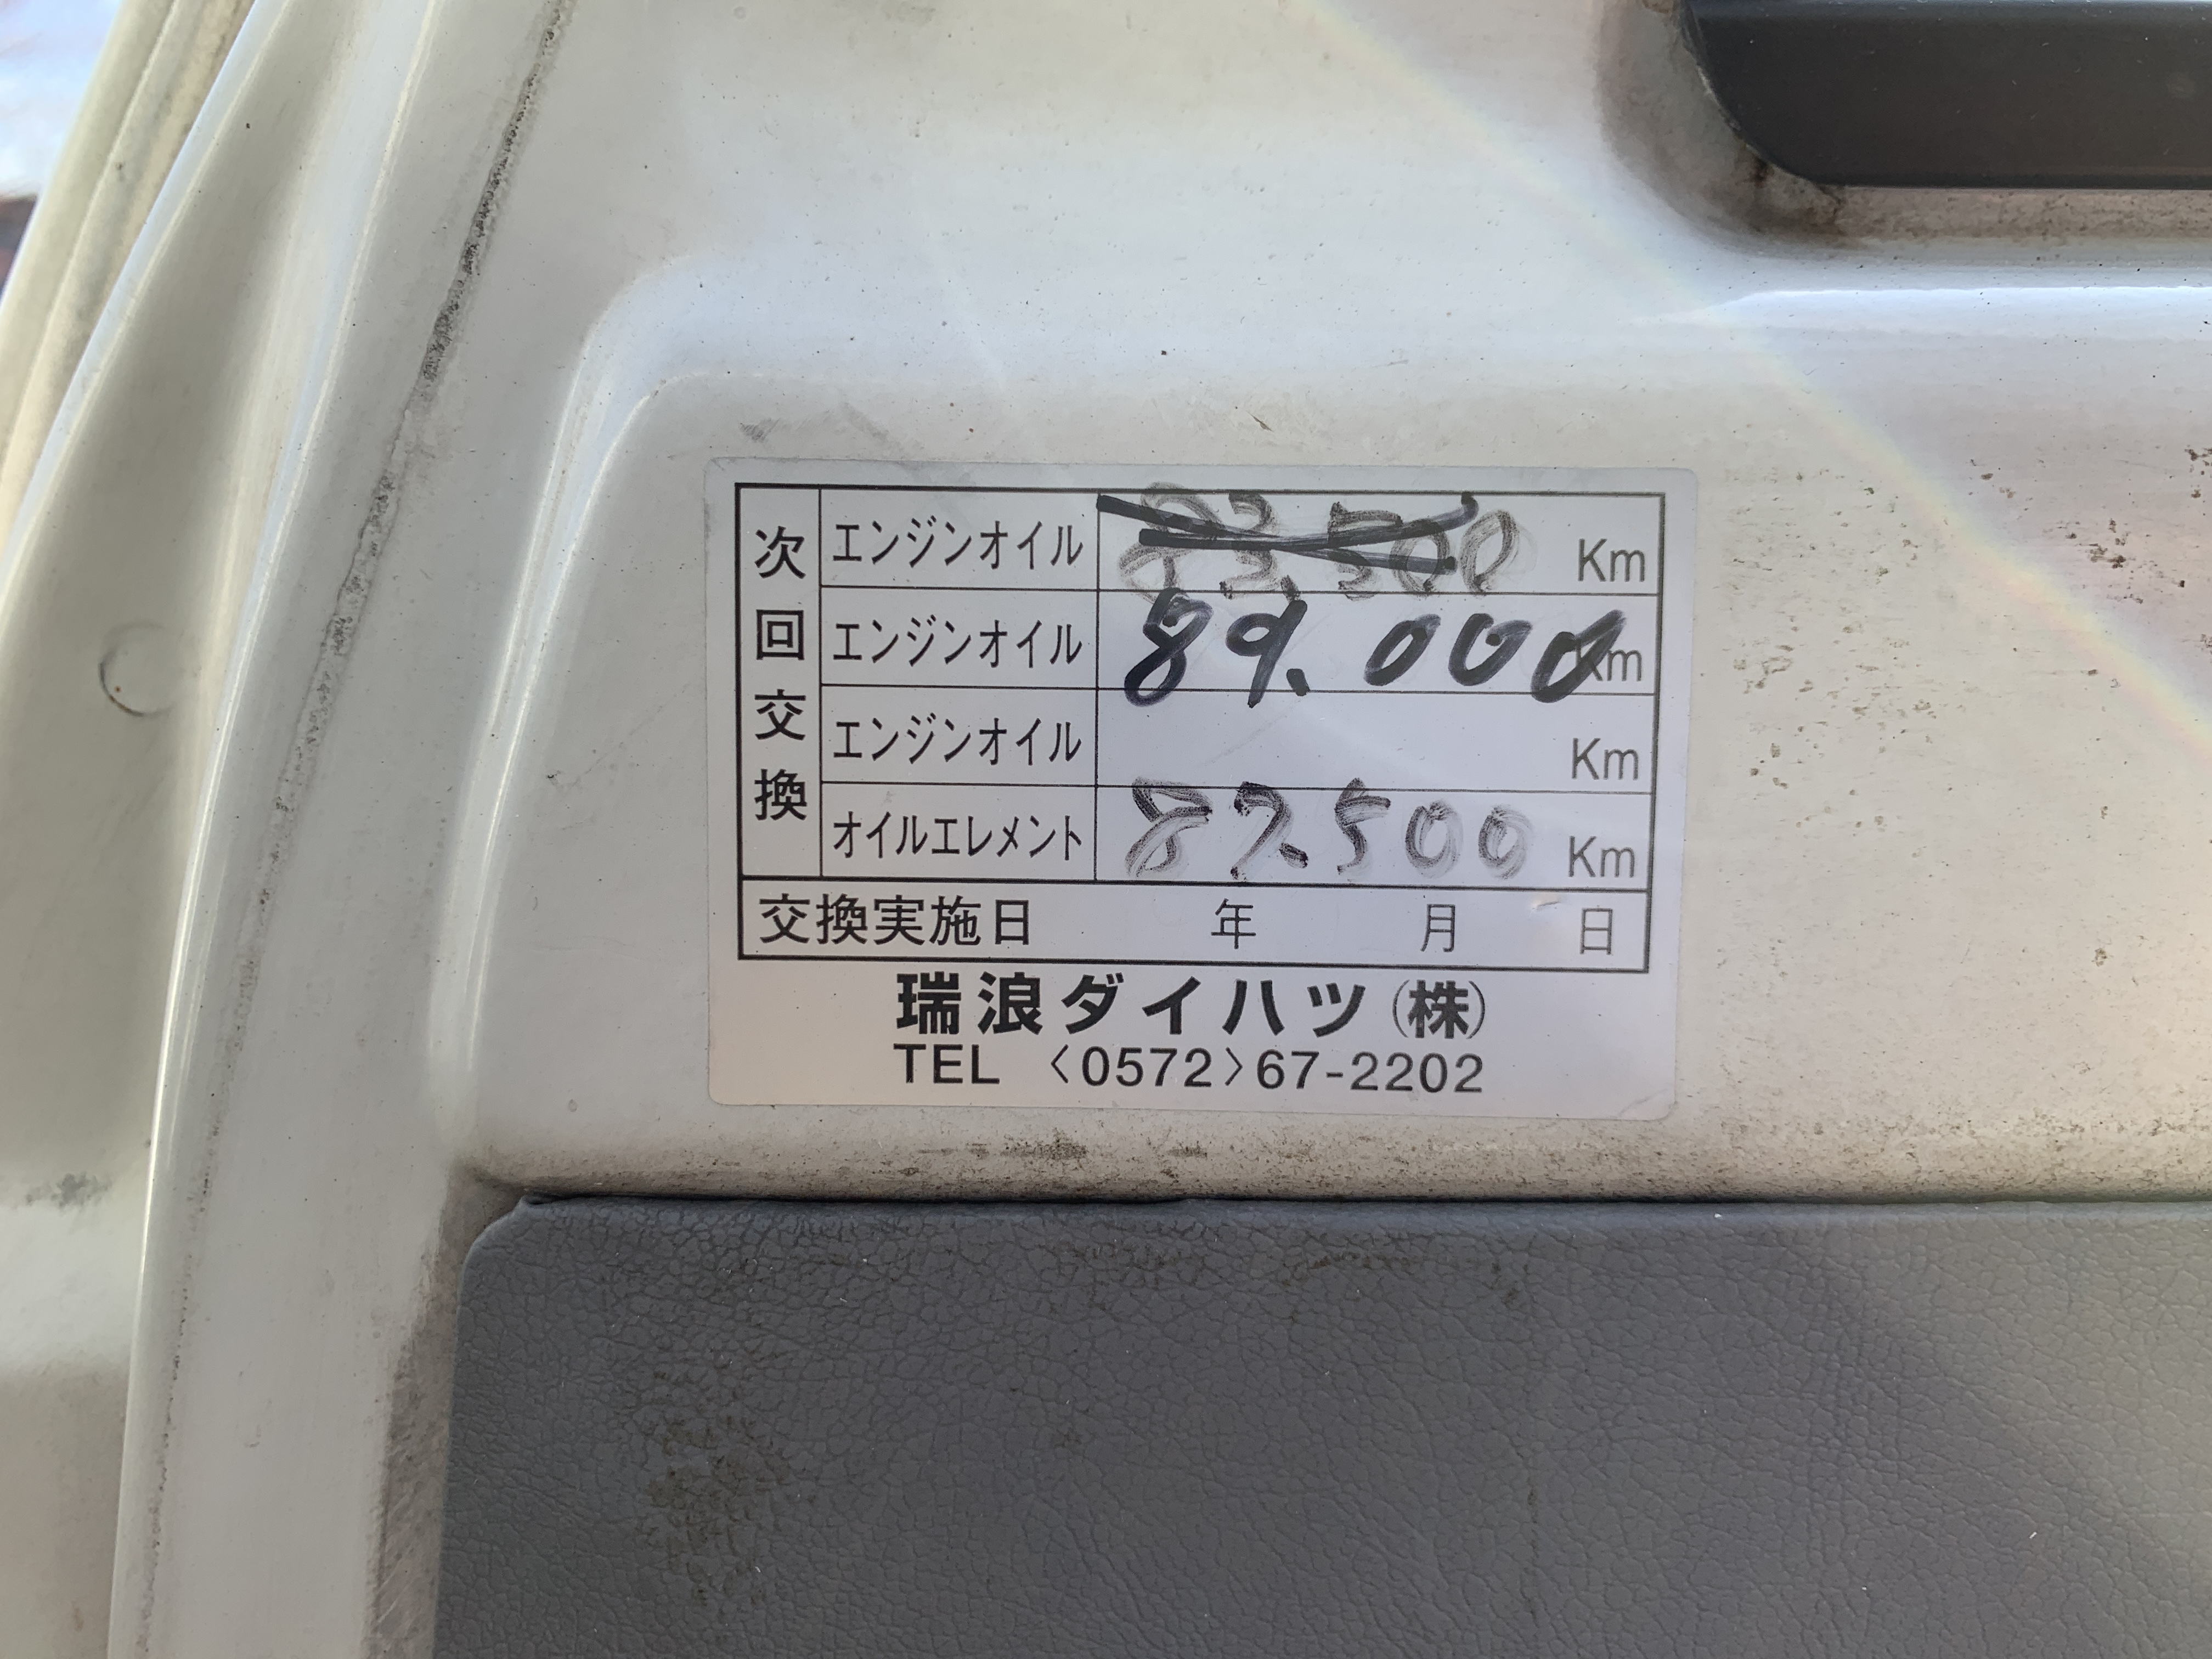 次回交換
エンジンオイル 83.500 Km
エンジンオイル 89.000 Km
エンジンオイル Km
オイルエレメント 87.500 Km
交換実施日 年 月 日
瑞浪ダイハツ(株)
TEL 〈0572〉67-2202